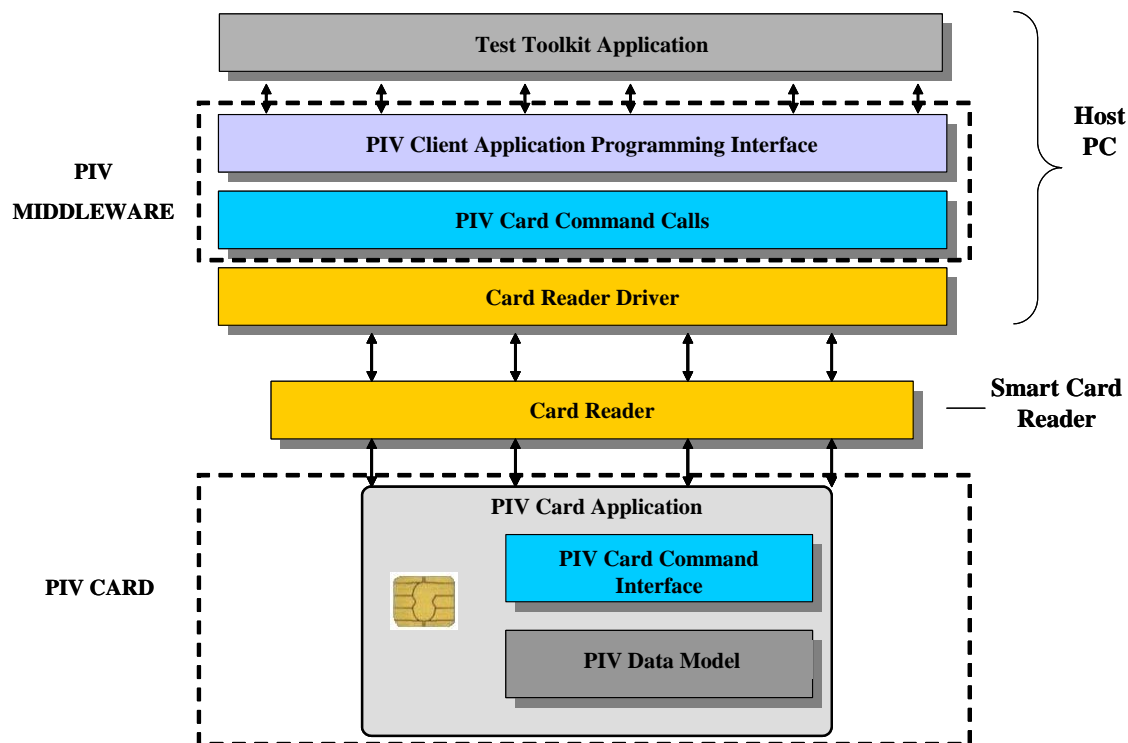 Test Toolkit Application
Host
PC
PIV Client Application Programming Interface
PIV
MIDDLEWARE
PIV Card Command Calls
Card Reader Driver
Card Reader
Smart Card
Reader
PIV Card Application
PIV Card Command
Interface
PIV CARD
PIV Data Model